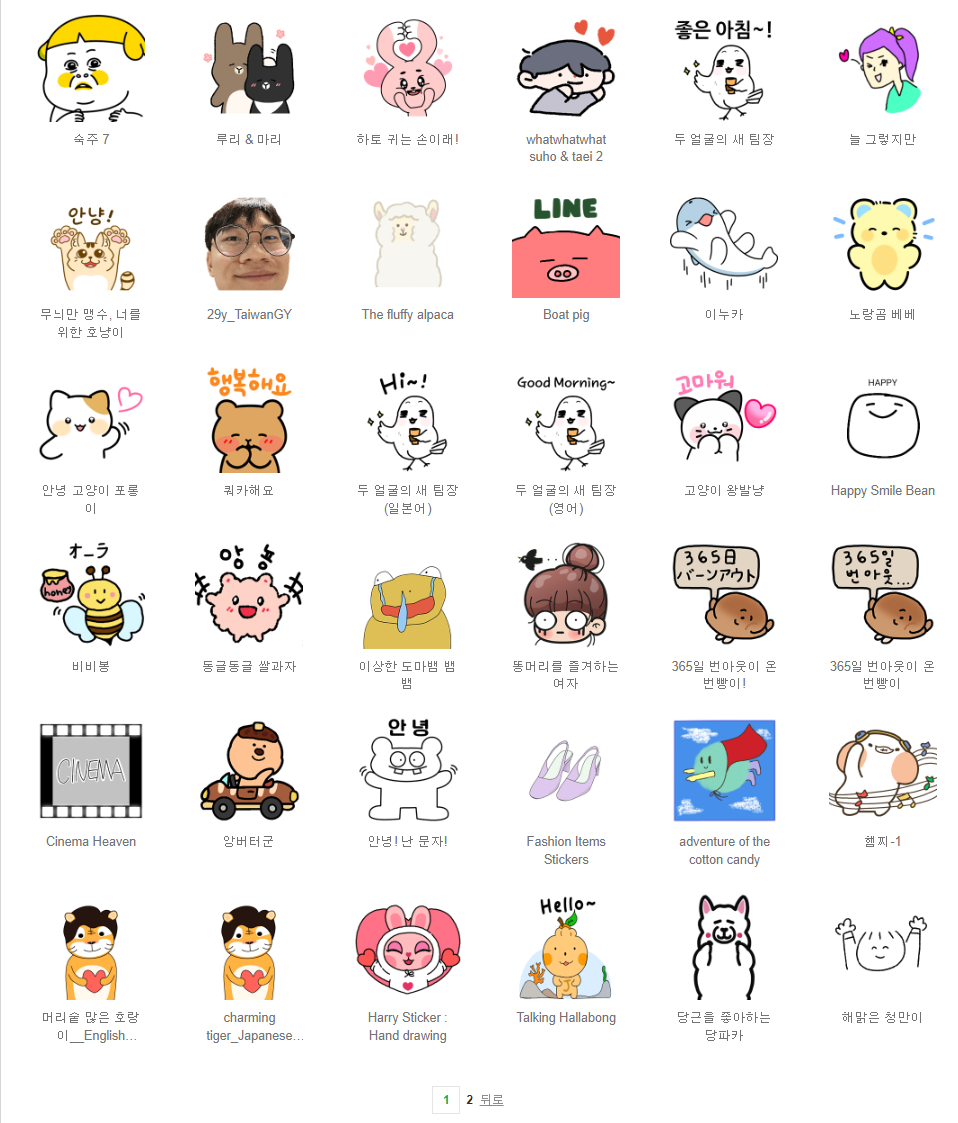 좋은 아침~!
숙주 7
루리 & 마리
하토 귀는 손이래!
whatwhatwhat
suho & taei 2
두 얼굴의 새 팀장
늘 그렇지만
안냥!
LINE
무늬만 맹수, 너를
위한 호냥이
29y_TaiwanGY
The fluffy alpaca
Boat pig
이누카
노랑곰 베베
행복해요
Hi~!
Good Morning~
고마워
HAPPY
안녕 고양이 포롱
이
쿼카해요
두 얼굴의 새 팀장
(일본어)
두 얼굴의 새 팀장
(영어)
고양이 왕발냥
Happy Smile Bean
オ_ラ
honey
앙 농
365日
バーンアウト
365일
번아웃...
비비봉
동글동글 쌀과자
이상한 도마뱀 뱀
뱀
똥머리를 즐겨하는
여자
365일 번아웃이 온
번빵이!
365일 번아웃이 온
번빵이
CINEMA
안녕
Cinema Heaven
앙버터군
안녕! 난 문자!
Fashion Items
Stickers
adventure of the
cotton candy
햄찌-1
Hello~
머리숱 많은 호랑
이__English...
charming
tiger_Japanese...
Harry Sticker :
Hand drawing
Talking Hallabong
당근을 좋아하는
당파카
해맑은 청만이
1 2 뒤로